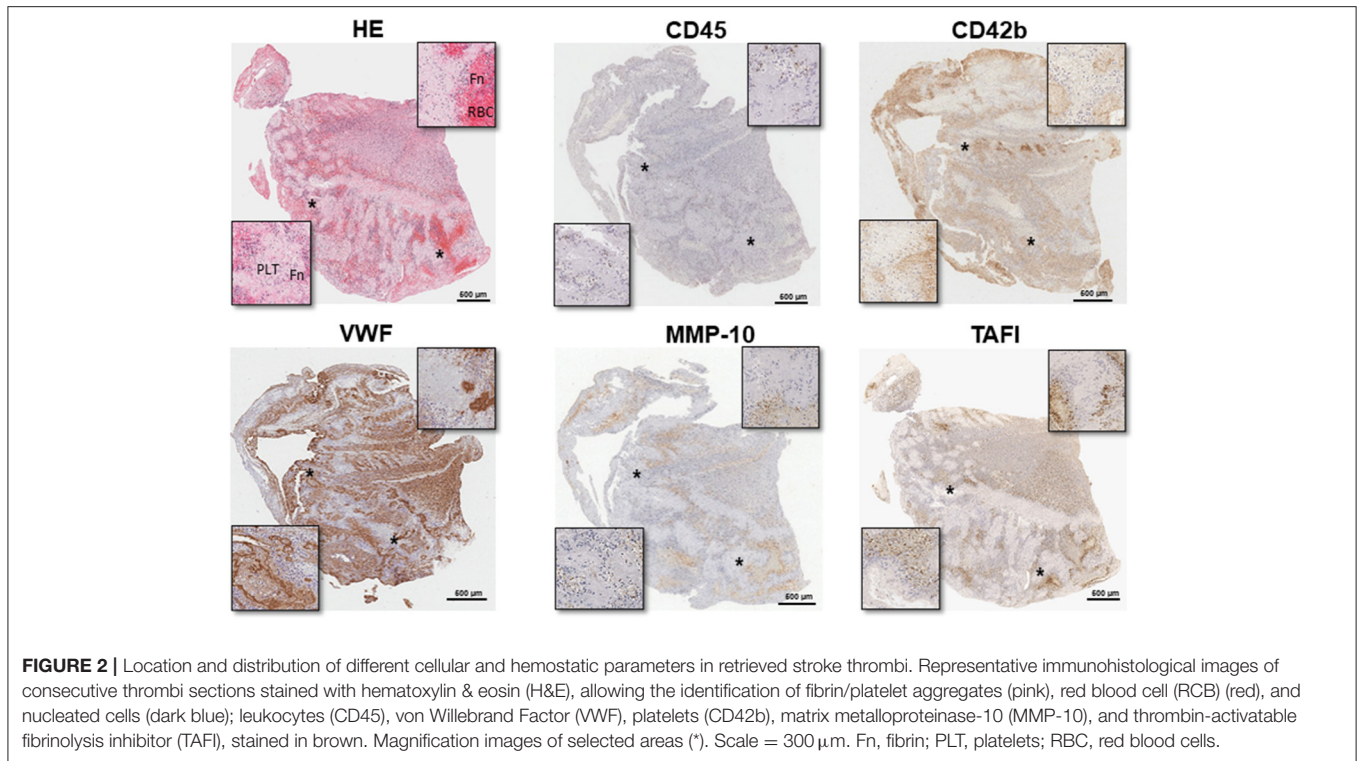 HE
CD45
CD42b
Fn
RBC
*
*
PLT
Fn
500 µm
*
*
500 µm
*
*
500 µm
VWF
MMP-10
TAFI
*
*
500 µm
*
*
500 µm
*
*
500 µm
FIGURE 2 | Location and distribution of different cellular and hemostatic parameters in retrieved stroke thrombi. Representative immunohistological images of
consecutive thrombi sections stained with hematoxylin & eosin (H&E), allowing the identification of fibrin/platelet aggregates (pink), red blood cell (RCB) (red), and
nucleated cells (dark blue); leukocytes (CD45), von Willebrand Factor (VWF), platelets (CD42b), matrix metalloproteinase-10 (MMP-10), and thrombin-activatable
fibrinolysis inhibitor (TAFI), stained in brown. Magnification images of selected areas (*). Scale = 300 µm. Fn, fibrin; PLT, platelets; RBC, red blood cells.